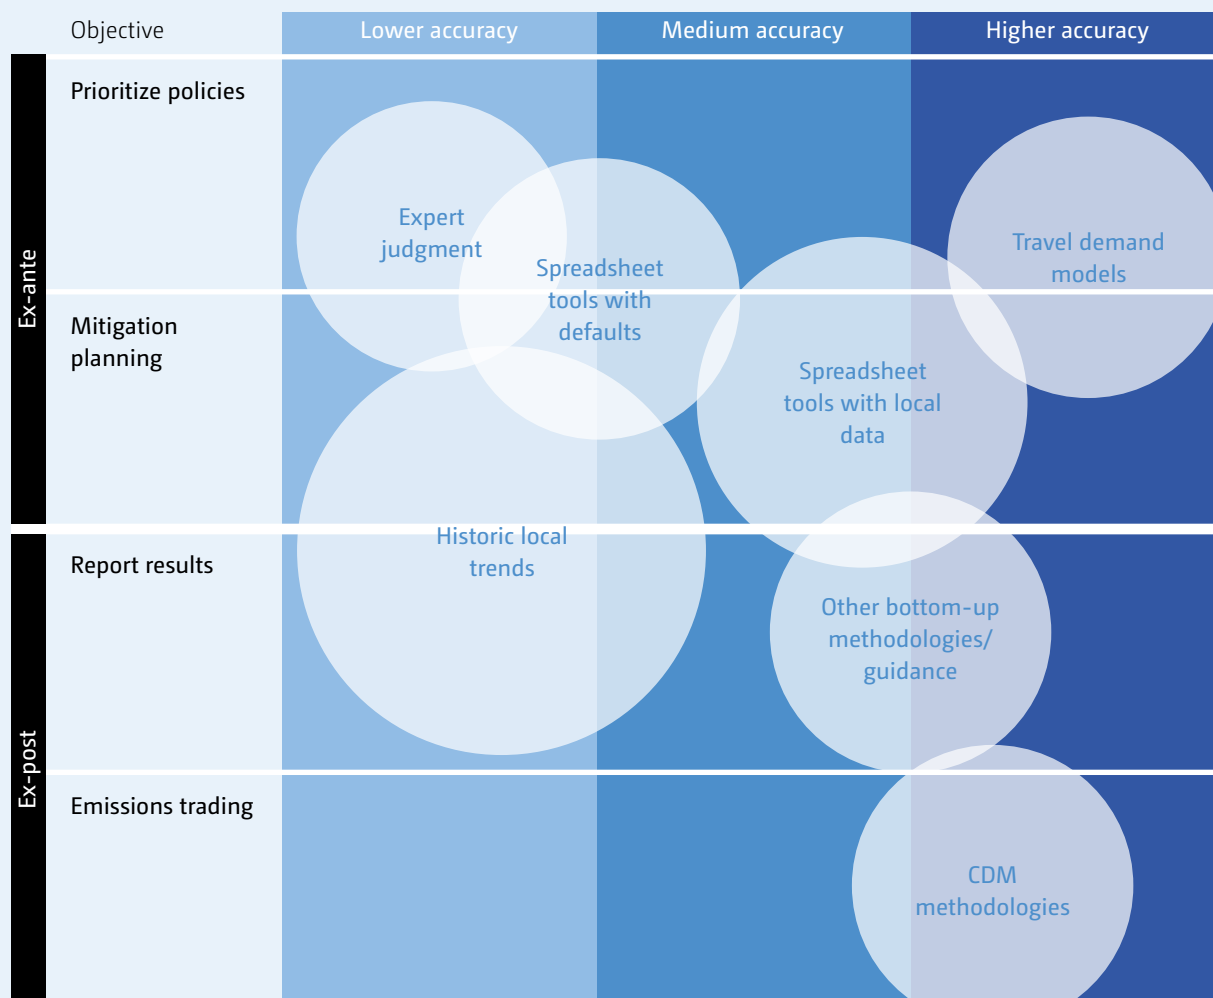 Objective
Lower accuracy
Medium accuracy
Higher accuracy
Ex-ante
Prioritize policies
Expert
judgment
Spreadsheet
tools with
defaults
Travel demand
models
Mitigation
planning
Spreadsheet
tools with local
data
Ex-post
Report results
Historic local
trends
Other bottom-up
methodologies/
guidance
Emissions trading
CDM
methodologies